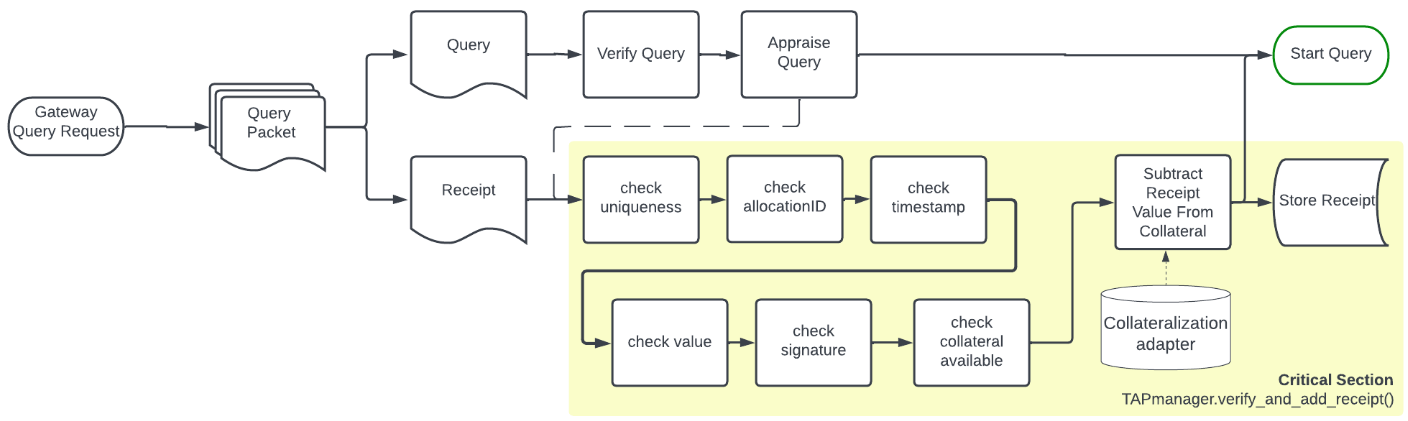 Gateway
Query Request
Query
Packet
Query
Verify Query
Appraise
Query
Start Query
Receipt
check
uniqueness
check
allocationID
check
timestamp
Subtract
Receipt
Value From
Collateral
Store Receipt
check value
check
signature
check
collateral
available
Collateralization
adapter
Critical Section
TAPmanager.verify_and_add_receipt()